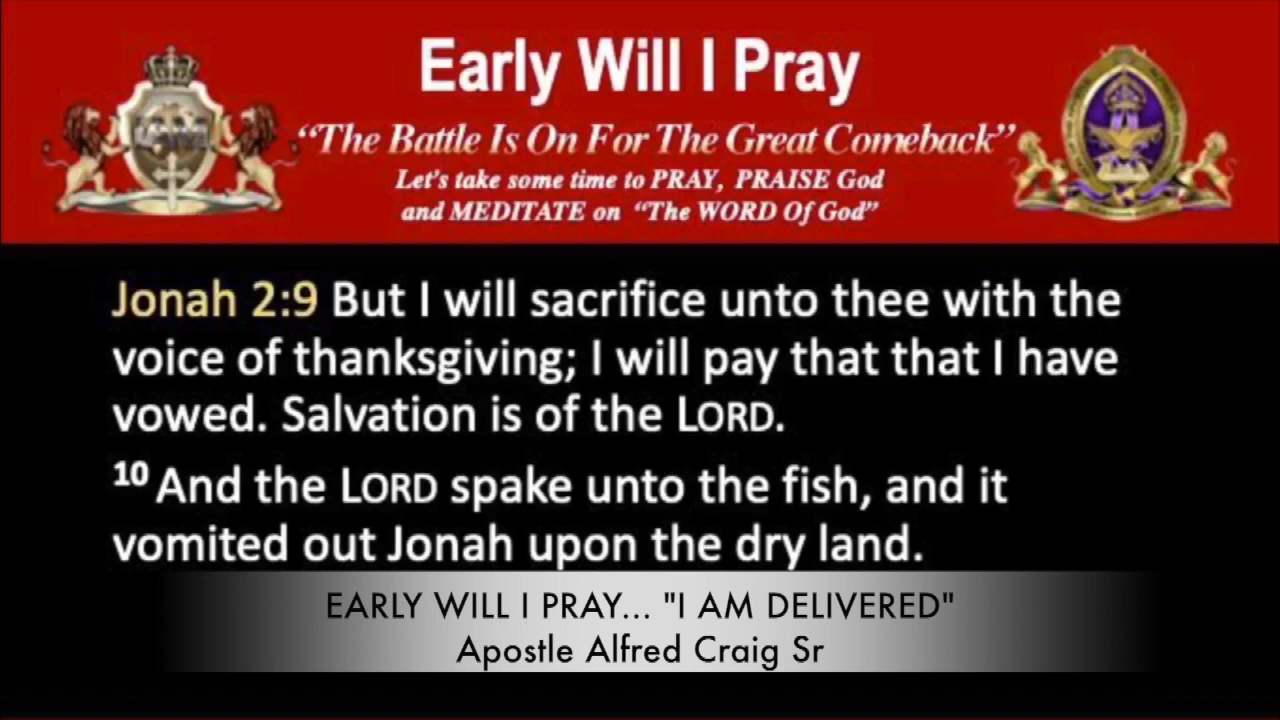 Early Will I Pray
“The Battle Is On For The Great Comeback”
Let's take some time to PRAY, PRAISE God
and MEDITATE on “The WORD Of God”
Jonah 2:9 But I will sacrifice unto thee with the
voice of thanksgiving; I will pay that that I have
vowed. Salvation is of the LORD.
10 And the LORD spake unto the fish, and it
vomited out Jonah upon the dry land.
EARLY WILL I PRAY... "I AM DELIVERED"
Apostle Alfred Craig Sr